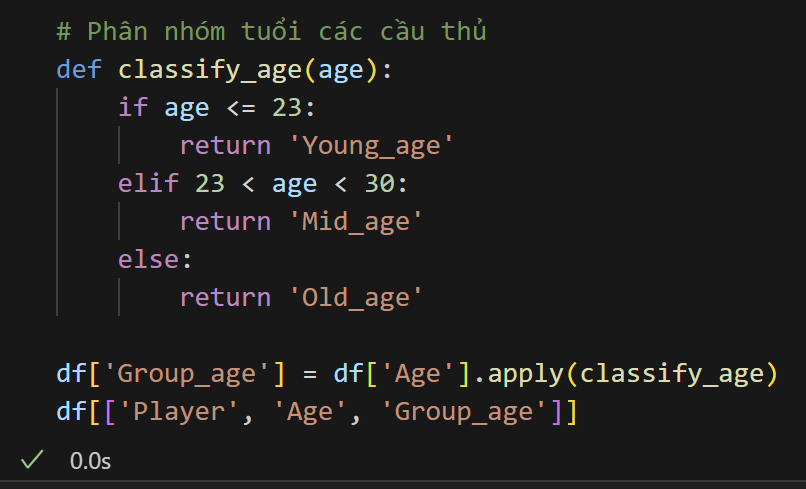 # Phân nhóm tuổi các cầu thủ
def classify_age(age):
    if age <= 23:
        return 'Young_age'
    elif 23 < age < 30:
        return 'Mid_age'
    else:
        return 'Old_age'

df['Group_age'] = df['Age'].apply(classify_age)
df[['Player', 'Age', 'Group_age']]
0.0s